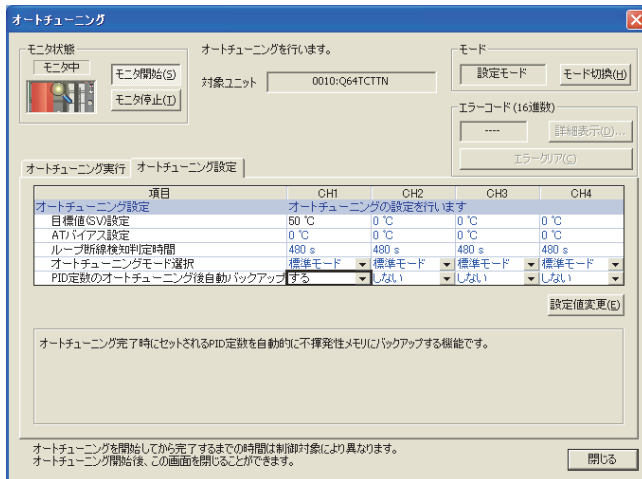 オートチューニング
モニタ状態
モニタ中
モニタ開始(S)
モニタ停止(T)
オートチューニングを行います。
対象ユニット
0010:Q64TCTTN
モード
設定モード
モード切換(H)
エラーコード(16進数)
----
詳細表示(D)...
エラークリア(C)
オートチューニング実行 オートチューニング設定
項目 CH1 CH2 CH3 CH4
オートチューニング設定 オートチューニングの設定を行います
目標値(SV)設定 50 ℃ 0 ℃ 0 ℃ 0 ℃
ATバイアス設定 0 ℃ 0 ℃ 0 ℃ 0 ℃
ループ断線検知判定時間 480 s 480 s 480 s 480 s
オートチューニングモード選択 標準モード 標準モード 標準モード 標準モード
PID定数のオートチューニング後自動バックアップ する しない しない しない
設定値変更(E)
オートチューニング完了時にセットされるPID定数を自動的に不揮発性メモリにバックアップする機能です。
オートチューニングを開始してから完了するまでの時間は制御対象により異なります。
オートチューニング開始後、この画面を閉じることができます。
閉じる